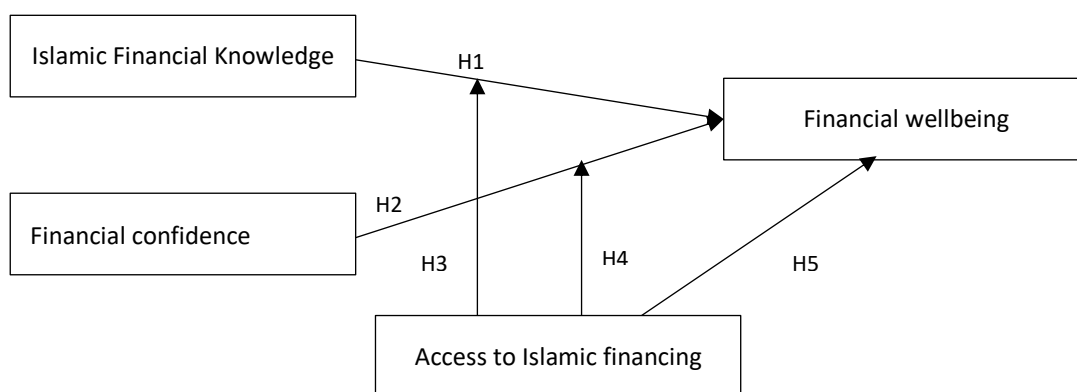 Islamic Financial Knowledge
H1
Financial wellbeing
H2
Financial confidence
H3
H4
H5
Access to Islamic financing